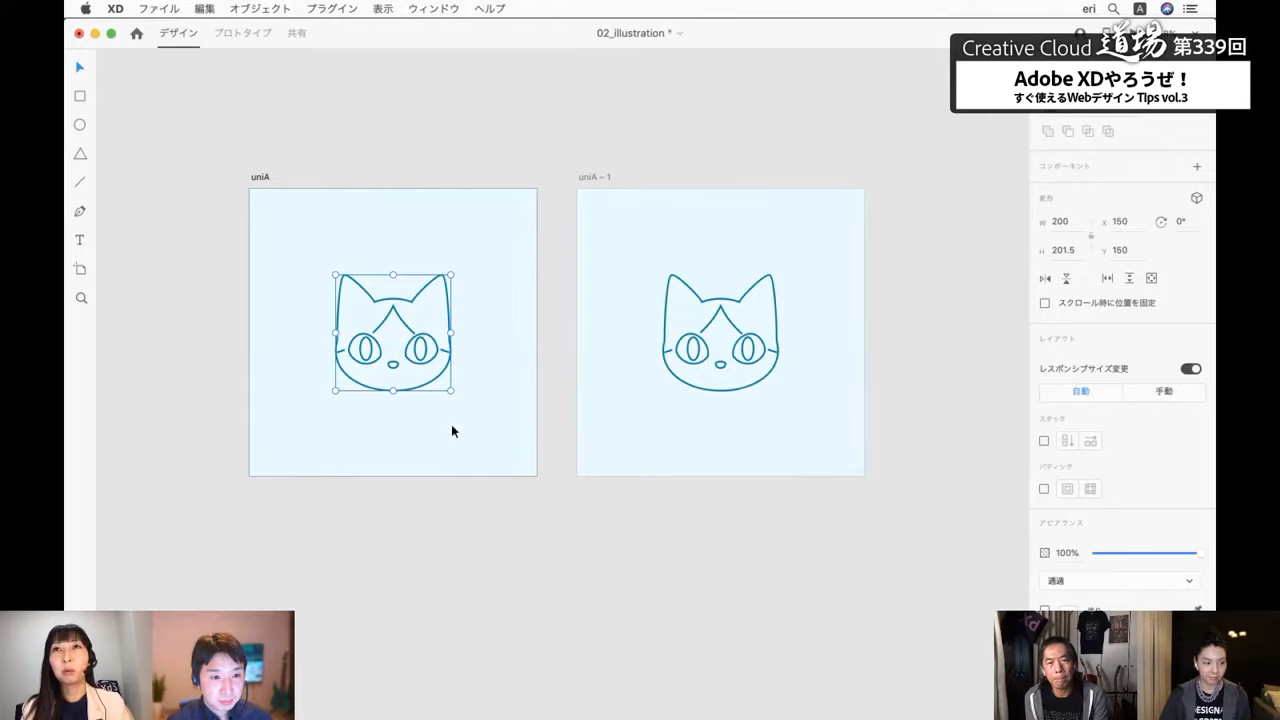 XD ファイル 編集 オブジェクト プラグイン 表示 ウィンドウ ヘルプ eri A
デザイン プロトタイプ 共有 02_illustration *
Creative Cloud 道場 第339回
Adobe XDやろうぜ！
すぐ使えるWebデザイン Tips vol.3
コンポーネント
変形
W 200 X 150 0°
H 201.5 Y 150
スクロール時に位置を固定
レイアウト
レスポンシブサイズ変更
自動 手動
スタック
パディング
アピアランス
100%
通過
T
uniA uniA – 1